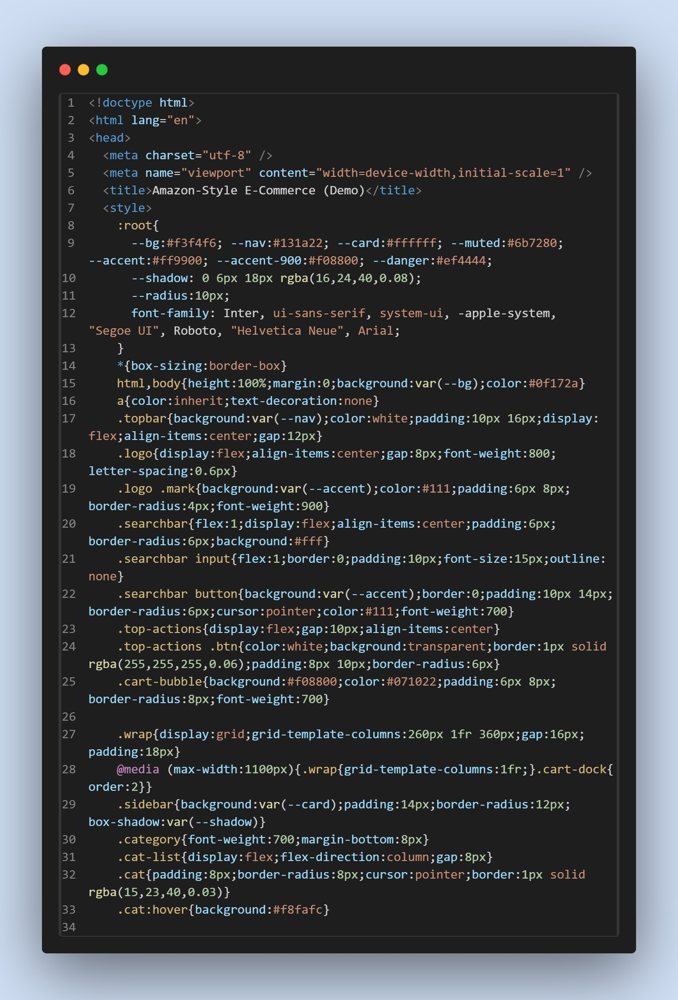 1 <!doctype html>
2 <html lang="en">
3 <head>
4   <meta charset="utf-8" />
5   <meta name="viewport" content="width=device-width,initial-scale=1" />
6   <title>Amazon-Style E-Commerce (Demo)</title>
7   <style>
8     :root{
9       --bg:#f3f4f6; --nav:#131a22; --card:#ffffff; --muted:#6b7280;
--accent:#ff9900; --accent-900:#f08800; --danger:#ef4444;
10       --shadow: 0 6px 18px rgba(16,24,40,0.08);
11       --radius:10px;
12       font-family: Inter, ui-sans-serif, system-ui, -apple-system,
"Segoe UI", Roboto, "Helvetica Neue", Arial;
13     }
14     *{box-sizing:border-box}
15     html,body{height:100%;margin:0;background:var(--bg);color:#0f172a}
16     a{color:inherit;text-decoration:none}
17     .topbar{background:var(--nav);color:white;padding:10px 16px;display:
flex;align-items:center;gap:12px}
18     .logo{display:flex;align-items:center;gap:8px;font-weight:800;
letter-spacing:0.6px}
19     .logo .mark{background:var(--accent);color:#111;padding:6px 8px;
border-radius:4px;font-weight:900}
20     .searchbar{flex:1;display:flex;align-items:center;padding:6px;
border-radius:6px;background:#fff}
21     .searchbar input{flex:1;border:0;padding:10px;font-size:15px;outline:
none}
22     .searchbar button{background:var(--accent);border:0;padding:10px 14px;
border-radius:6px;cursor:pointer;color:#111;font-weight:700}
23     .top-actions{display:flex;gap:10px;align-items:center}
24     .top-actions .btn{color:white;background:transparent;border:1px solid
rgba(255,255,255,0.06);padding:8px 10px;border-radius:6px}
25     .cart-bubble{background:#f08800;color:#071022;padding:6px 8px;
border-radius:8px;font-weight:700}
26
27     .wrap{display:grid;grid-template-columns:260px 1fr 360px;gap:16px;
padding:18px}
28     @media (max-width:1100px){.wrap{grid-template-columns:1fr;}.cart-dock{
order:2}}
29     .sidebar{background:var(--card);padding:14px;border-radius:12px;
box-shadow:var(--shadow)}
30     .category{font-weight:700;margin-bottom:8px}
31     .cat-list{display:flex;flex-direction:column;gap:8px}
32     .cat{padding:8px;border-radius:8px;cursor:pointer;border:1px solid
rgba(15,23,40,0.03)}
33     .cat:hover{background:#f8fafc}
34